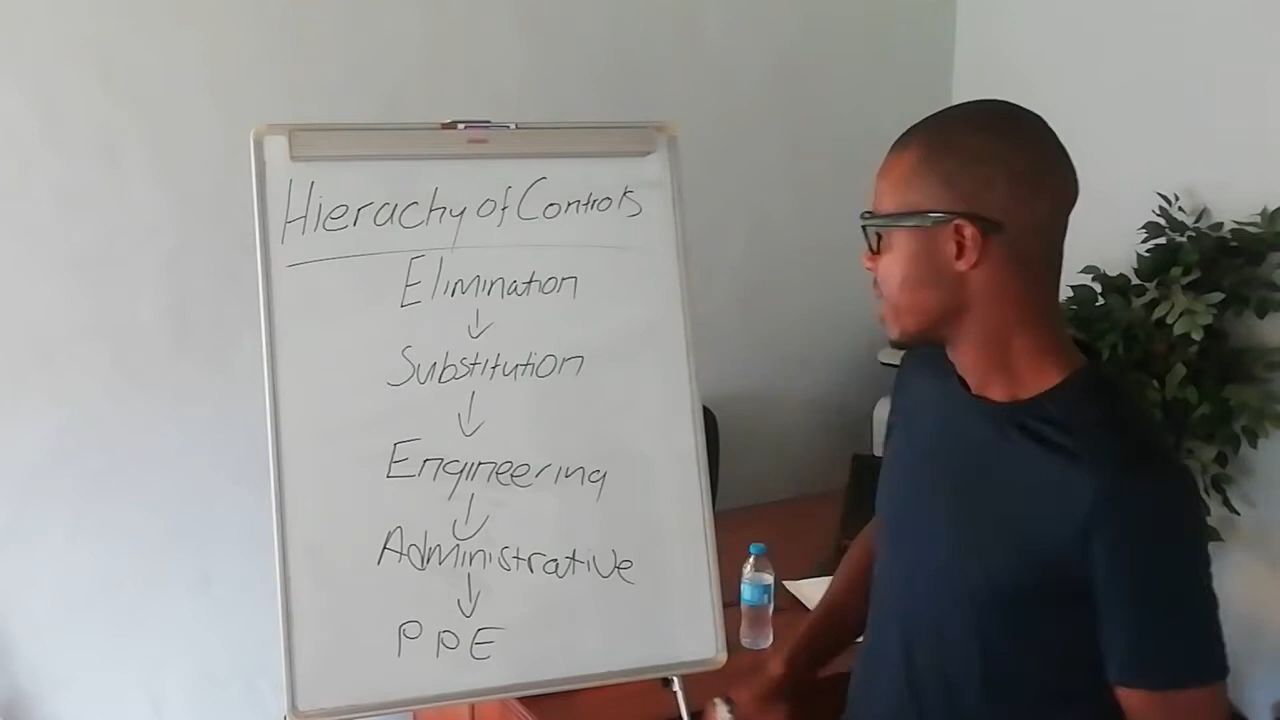 Hierachy of Controls
Elimination
Substitution
Engineering
Administrative
PPE